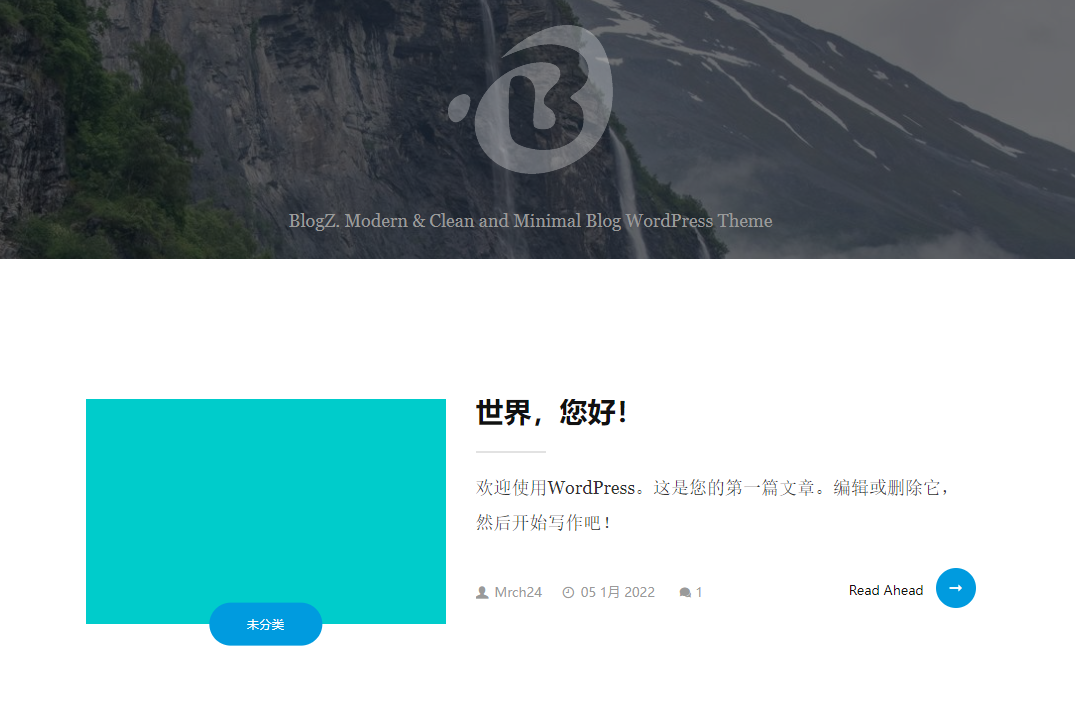 BlogZ. Modern & Clean and Minimal Blog WordPress Theme
世界，您好！
欢迎使用WordPress。这是您的第一篇文章。编辑或删除它，
然后开始写作吧！
未分类
Mrch24 05 1月 2022 1 Read Ahead